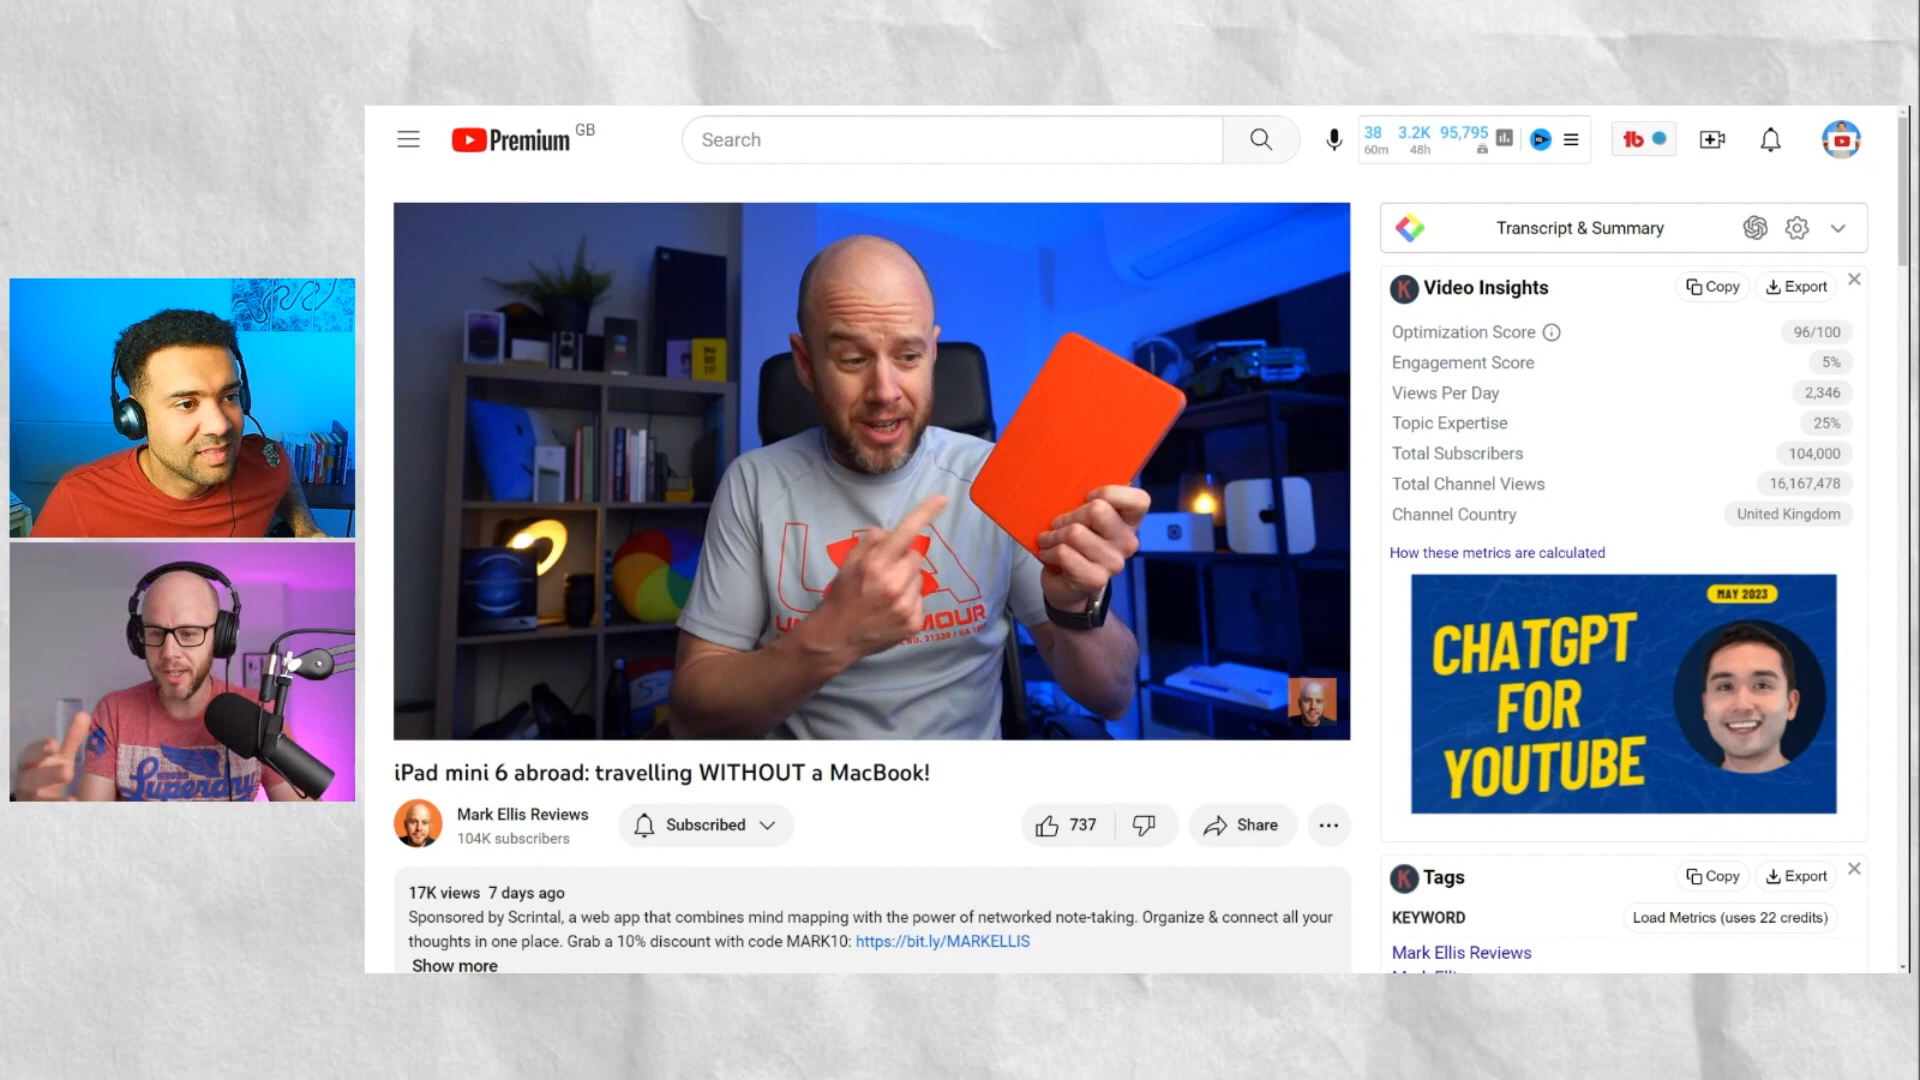 Premium GB
Search
38 3.2K 95,795
60m 48h
Transcript & Summary
Video Insights
Copy
Export
Optimization Score 96/100
Engagement Score 5%
Views Per Day 2,346
Topic Expertise 25%
Total Subscribers 104,000
Total Channel Views 16,167,478
Channel Country United Kingdom
How these metrics are calculated
MAY 2023
CHATGPT
FOR
YOUTUBE
Superdry
iPad mini 6 abroad: travelling WITHOUT a MacBook!
Mark Ellis Reviews
104K subscribers
Subscribed
737
Share
17K views 7 days ago
Sponsored by Scrintal, a web app that combines mind mapping with the power of networked note-taking. Organize & connect all your
thoughts in one place. Grab a 10% discount with code MARK10: https://bit.ly/MARKELLIS
Show more
Tags
Copy
Export
KEYWORD
Load Metrics (uses 22 credits)
Mark Ellis Reviews